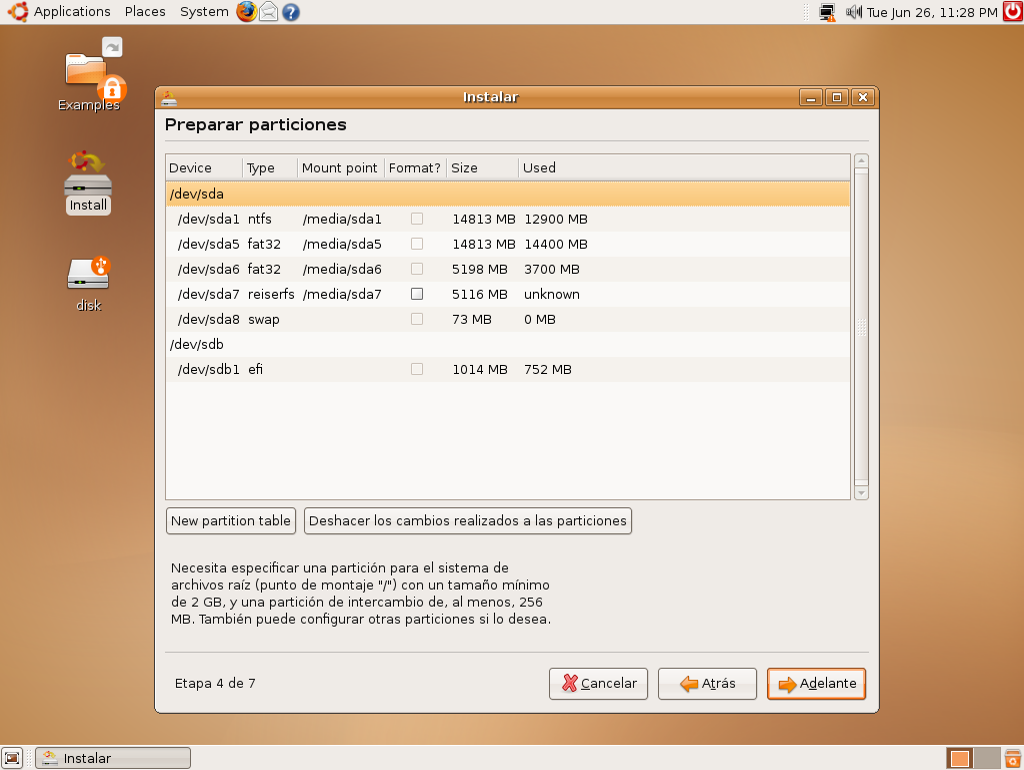 Applications Places System Tue Jun 26, 11:28 PM
Examples
Install
disk
Instalar
Preparar particiones
Device Type Mount point Format? Size Used
/dev/sda
/dev/sda1 ntfs /media/sda1 14813 MB 12900 MB
/dev/sda5 fat32 /media/sda5 14813 MB 14400 MB
/dev/sda6 fat32 /media/sda6 5198 MB 3700 MB
/dev/sda7 reiserfs /media/sda7 5116 MB unknown
/dev/sda8 swap 73 MB 0 MB
/dev/sdb
/dev/sdb1 efi 1014 MB 752 MB
New partition table Deshacer los cambios realizados a las particiones
Necesita especificar una partición para el sistema de
archivos raíz (punto de montaje "/") con un tamaño mínimo
de 2 GB, y una partición de intercambio de, al menos, 256
MB. También puede configurar otras particiones si lo desea.
Etapa 4 de 7 Cancelar Atrás Adelante
Instalar